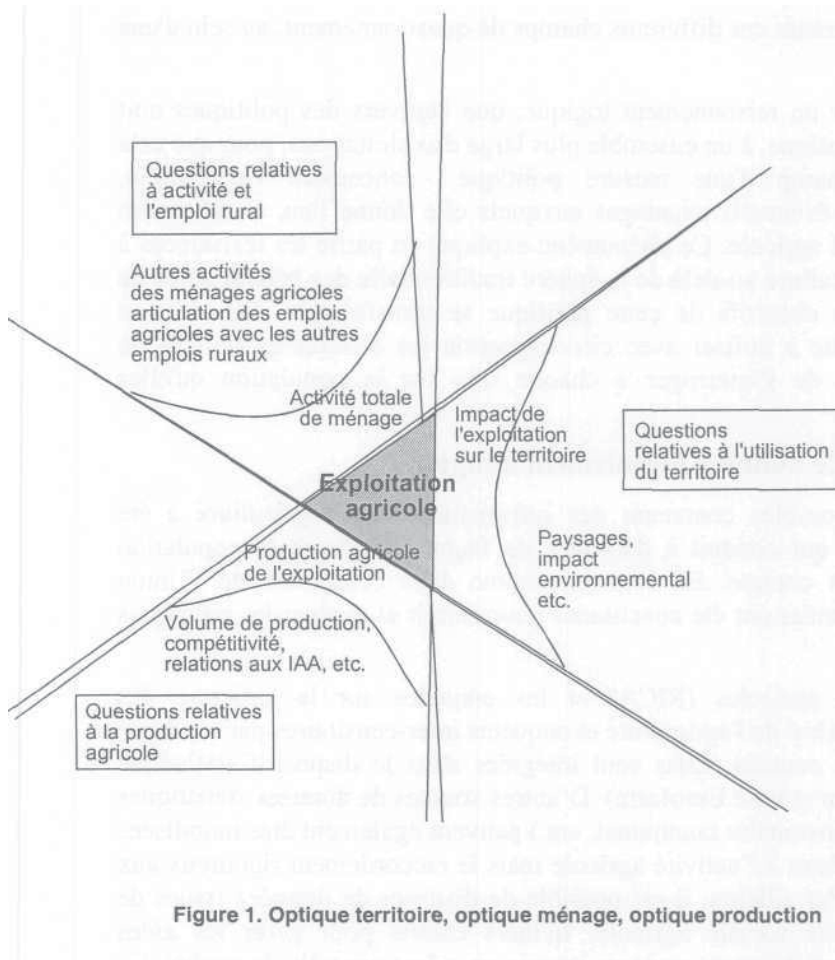 Questions relatives
à activité et
l'emploi rural
Autres activités
des ménages agricoles
articulation des emplois
agricoles avec les autres
emplois ruraux
Activité totale
de ménage
Impact de
l'exploitation
sur le territoire
Questions
relatives à l'utilisation
du territoire
Exploitation
agricole
Production agricole
de l'exploitation
Paysages,
impact
environnemental
etc.
Volume de production,
compétitivité,
relations aux IAA, etc.
Questions relatives
à la production
agricole
Figure 1. Optique territoire, optique ménage, optique production